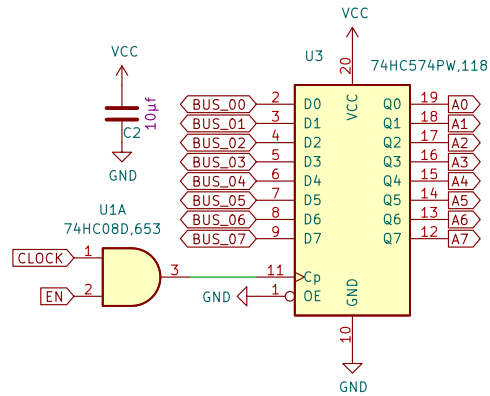 VCC
U3
20
74HC574PW,118
VCC
10µf
C2
GND
VCC
BUS_00 2 D0 Q0 19 A0
BUS_01 3 D1 Q1 18 A1
BUS_02 4 D2 Q2 17 A2
BUS_03 5 D3 Q3 16 A3
BUS_04 6 D4 Q4 15 A4
BUS_05 7 D5 Q5 14 A5
BUS_06 8 D6 Q6 13 A6
BUS_07 9 D7 Q7 12 A7
U1A
74HC08D,653
CLOCK 1
EN 2
3
11 Cp
GND 1 OE
GND
10
GND